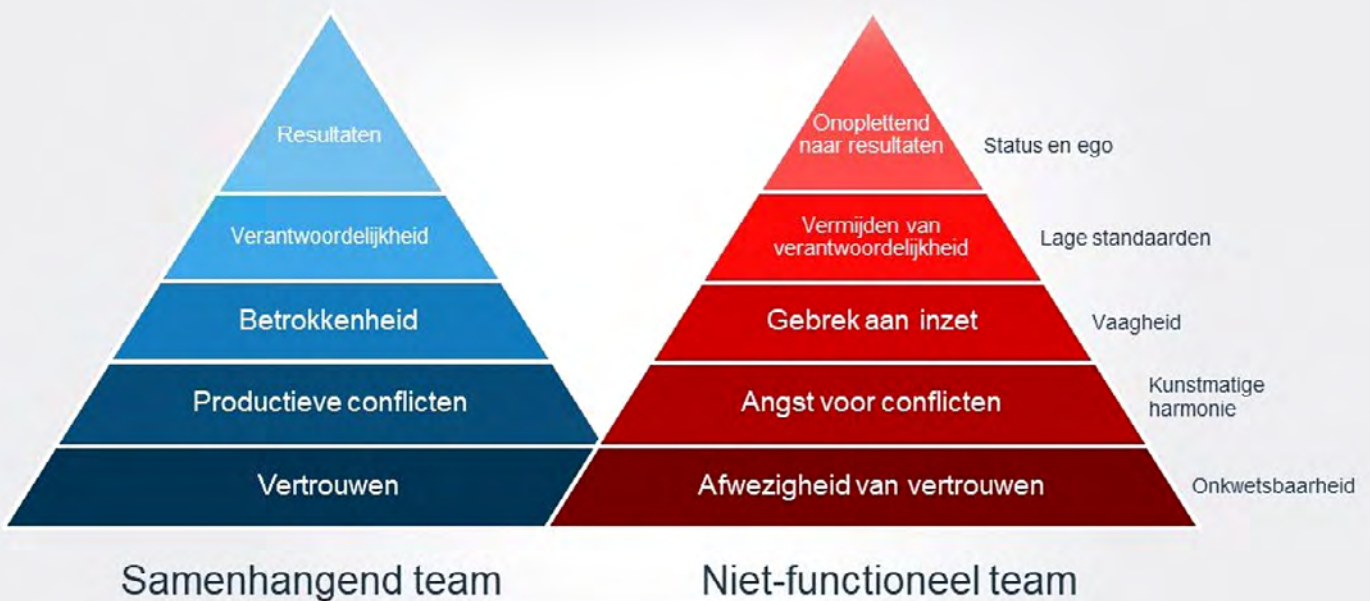 Resultaten
Verantwoordelijkheid
Betrokkenheid
Productieve conflicten
Vertrouwen
Samenhangend team
Onoplettend
naar resultaten
Status en ego
Vermijden van
verantwoordelijkheid
Lage standaarden
Gebrek aan inzet
Vaagheid
Angst voor conflicten
Kunstmatige
harmonie
Afwezigheid van vertrouwen
Onkwetsbaarheid
Niet-functioneel team